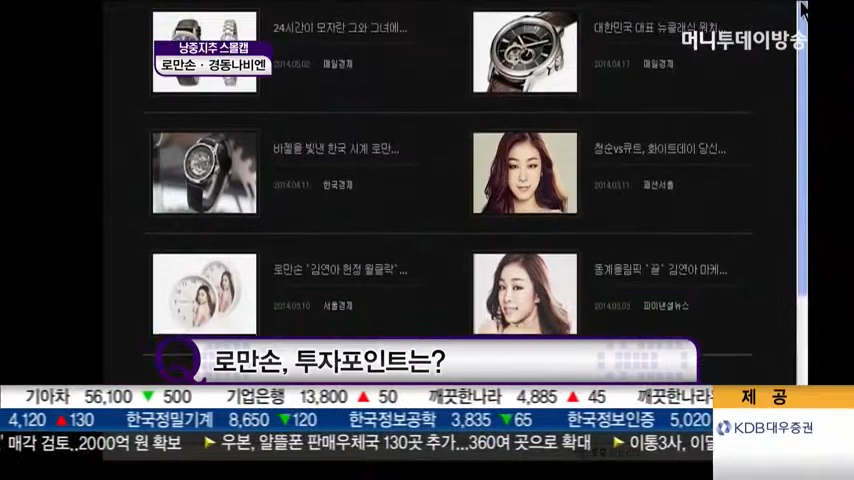 24시간이 모자란 그와 그녀에...
대한민국 대표 뉴클래식 워치
머니투데이방송
낭중지추 스몰캡
로만손 · 경동나비엔
2014.05.02 매일경제
2014.04.17 매일경제
바젤을 빛낸 한국 시계 로만...
청순vs큐트, 화이트데이 당신...
2014.04.11 한국경제
2014.03.11 패션서울
로만손 '김연아 헌정 월클락'...
동계올림픽 '끝' 김연아 마케...
2014.03.10 서울경제
2014.03.03 파이낸셜뉴스
Q 로만손, 투자포인트는?
기아차 56,100 ▼ 500 기업은행 13,800 ▲ 50 깨끗한나라 4,885 ▲ 45 깨끗한나라
제 공
4,120 ▲130 한국정밀기계 8,650 ▼120 한국정보공학 3,835 ▼65 한국정보인증 5,020
KDB대우증권
' 매각 검토..2000억 원 확보 ▶ 우본, 알뜰폰 판매우체국 130곳 추가...360여 곳으로 확대 ▶ 이통3사, 이